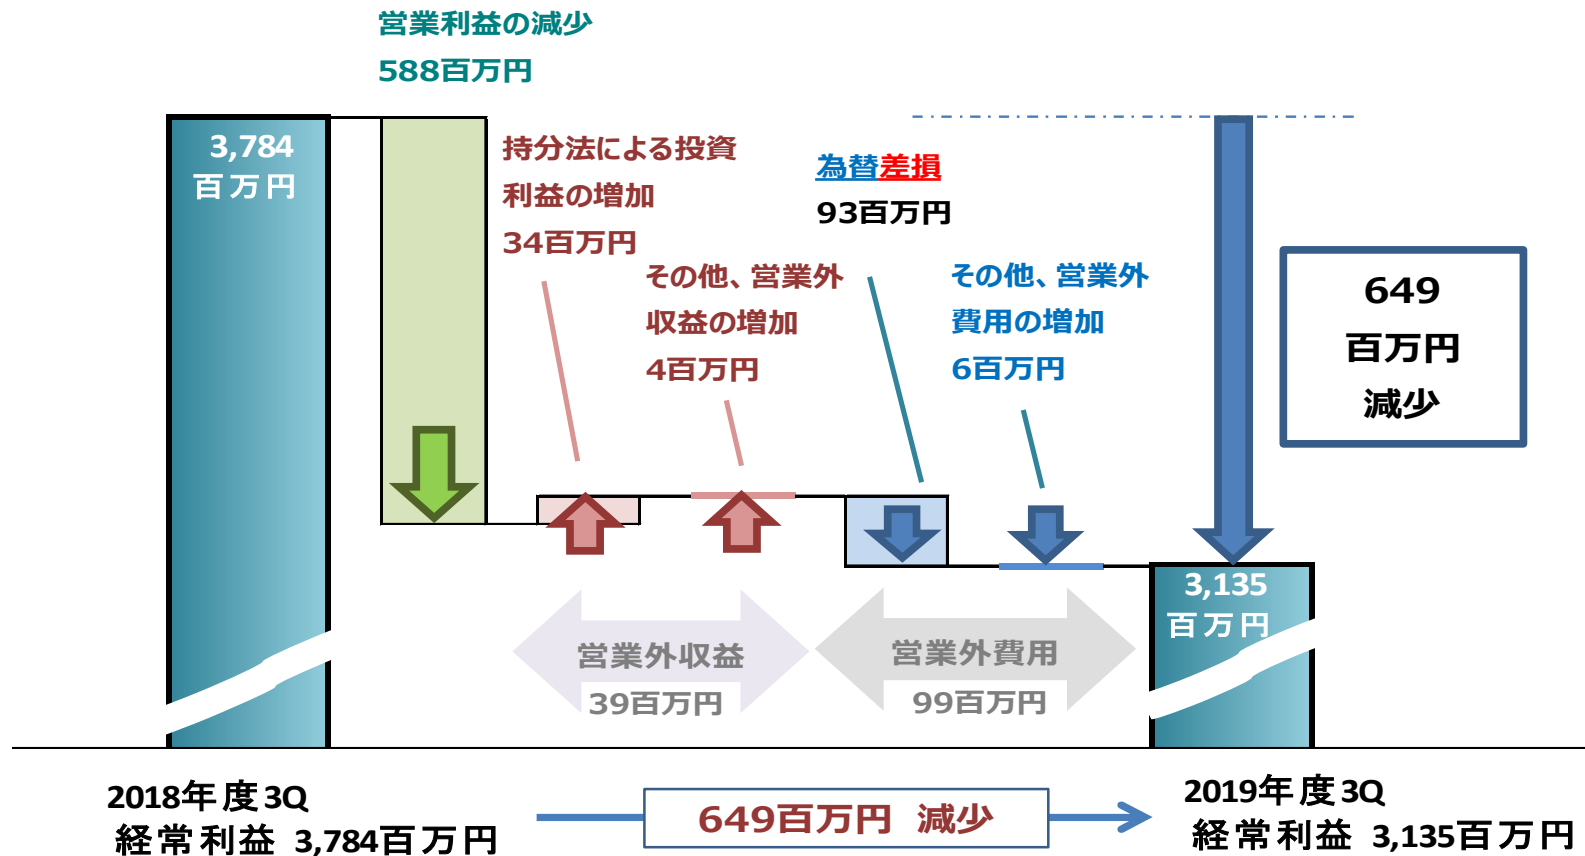 営業利益の減少
588百万円
3,784
百万円
持分法による投資
利益の増加
34百万円
その他、営業外
収益の増加
4百万円
為替差損
93百万円
その他、営業外
費用の増加
6百万円
649
百万円
減少
3,135
百万円
営業外収益
39百万円
営業外費用
99百万円
2018年度3Q
経常利益 3,784百万円
649百万円 減少
2019年度3Q
経常利益 3,135百万円